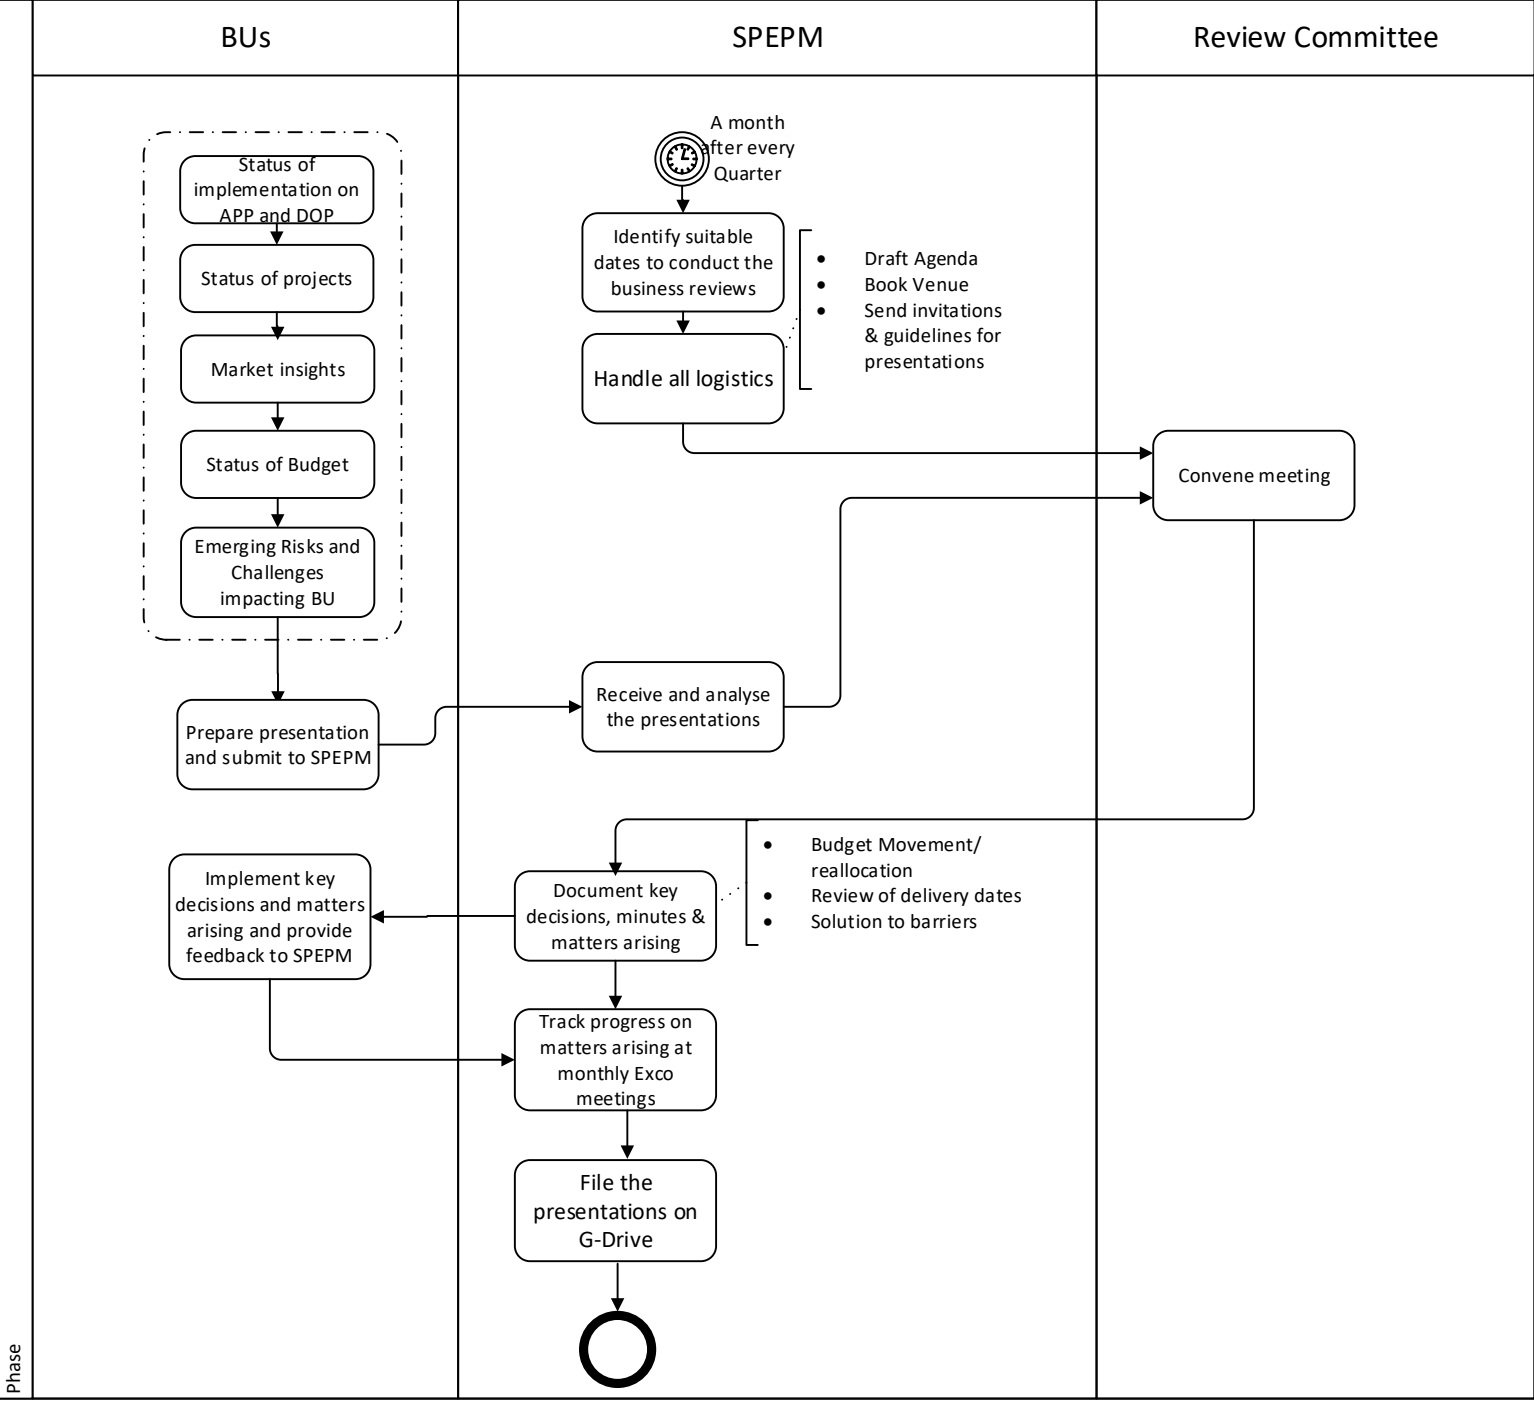 BUs
SPEPM
Review Committee
Status of
implementation on
APP and DOP
Status of projects
Market insights
Status of Budget
Emerging Risks and
Challenges
impacting BU
Prepare presentation
and submit to SPEPM
Implement key
decisions and matters
arising and provide
feedback to SPEPM
A month
after every
Quarter
Identify suitable
dates to conduct the
business reviews
Handle all logistics
• Draft Agenda
• Book Venue
• Send invitations
& guidelines for
presentations
Receive and analyse
the presentations
Document key
decisions, minutes &
matters arising
• Budget Movement/
reallocation
• Review of delivery dates
• Solution to barriers
Track progress on
matters arising at
monthly Exco
meetings
File the
presentations on
G-Drive
Convene meeting
Phase